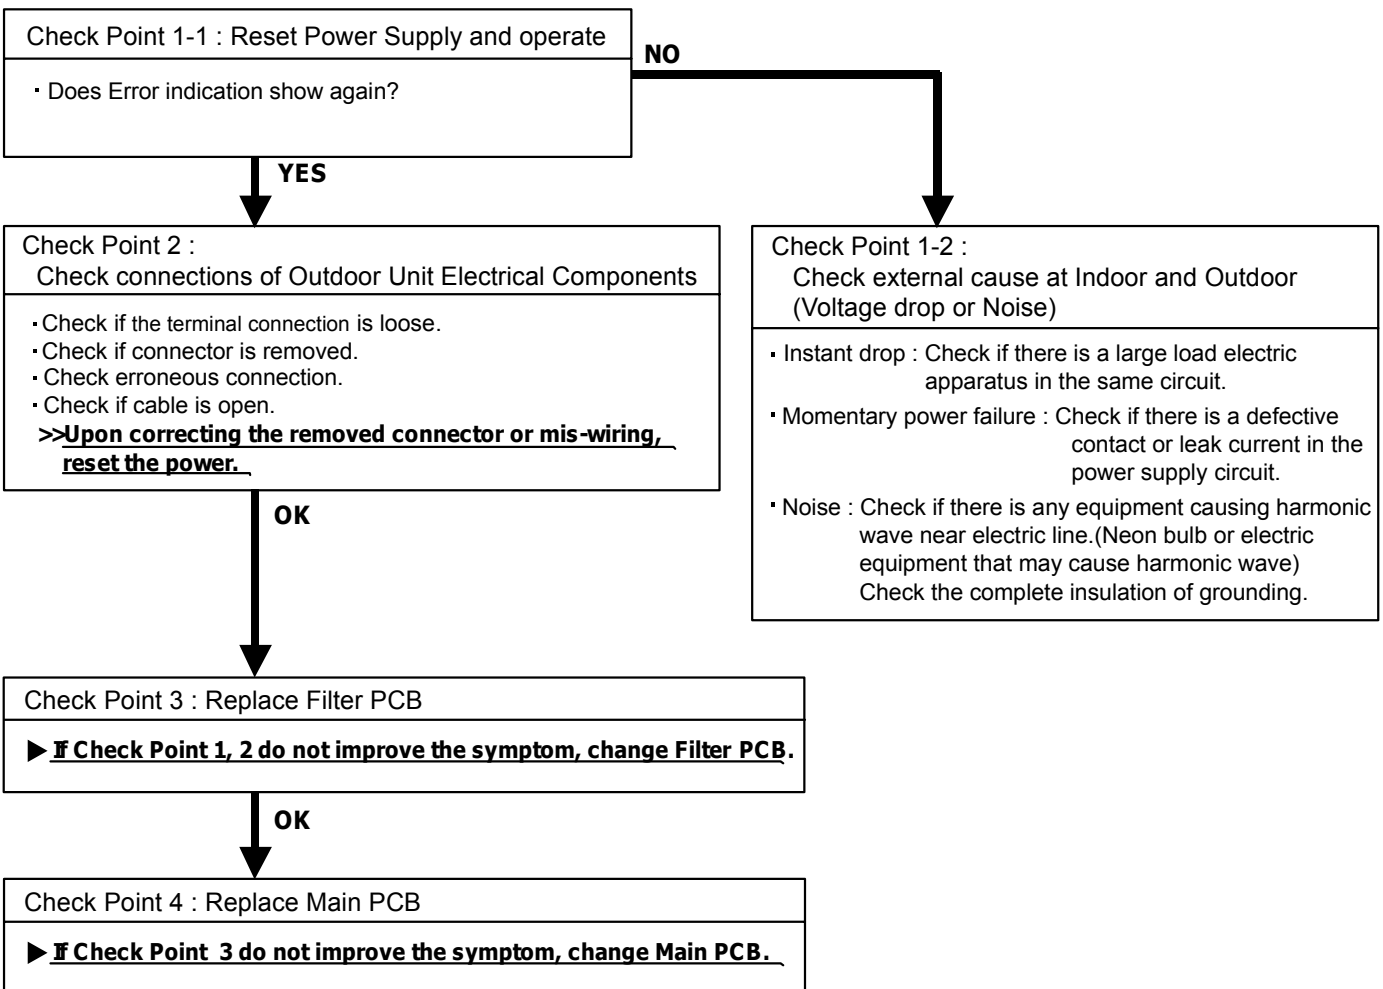 Check Point 1-1 : Reset Power Supply and operate
· Does Error indication show again?
NO
YES
Check Point 2 :
Check connections of Outdoor Unit Electrical Components
· Check if the terminal connection is loose.
· Check if connector is removed.
· Check erroneous connection.
· Check if cable is open.
>>Upon correcting the removed connector or mis-wiring,
reset the power.
OK
Check Point 1-2 :
Check external cause at Indoor and Outdoor
(Voltage drop or Noise)
· Instant drop : Check if there is a large load electric
apparatus in the same circuit.
· Momentary power failure : Check if there is a defective
contact or leak current in the
power supply circuit.
· Noise : Check if there is any equipment causing harmonic
wave near electric line.(Neon bulb or electric
equipment that may cause harmonic wave)
Check the complete insulation of grounding.
Check Point 3 : Replace Filter PCB
▶ If Check Point 1, 2 do not improve the symptom, change Filter PCB.
OK
Check Point 4 : Replace Main PCB
▶ If Check Point 3 do not improve the symptom, change Main PCB.